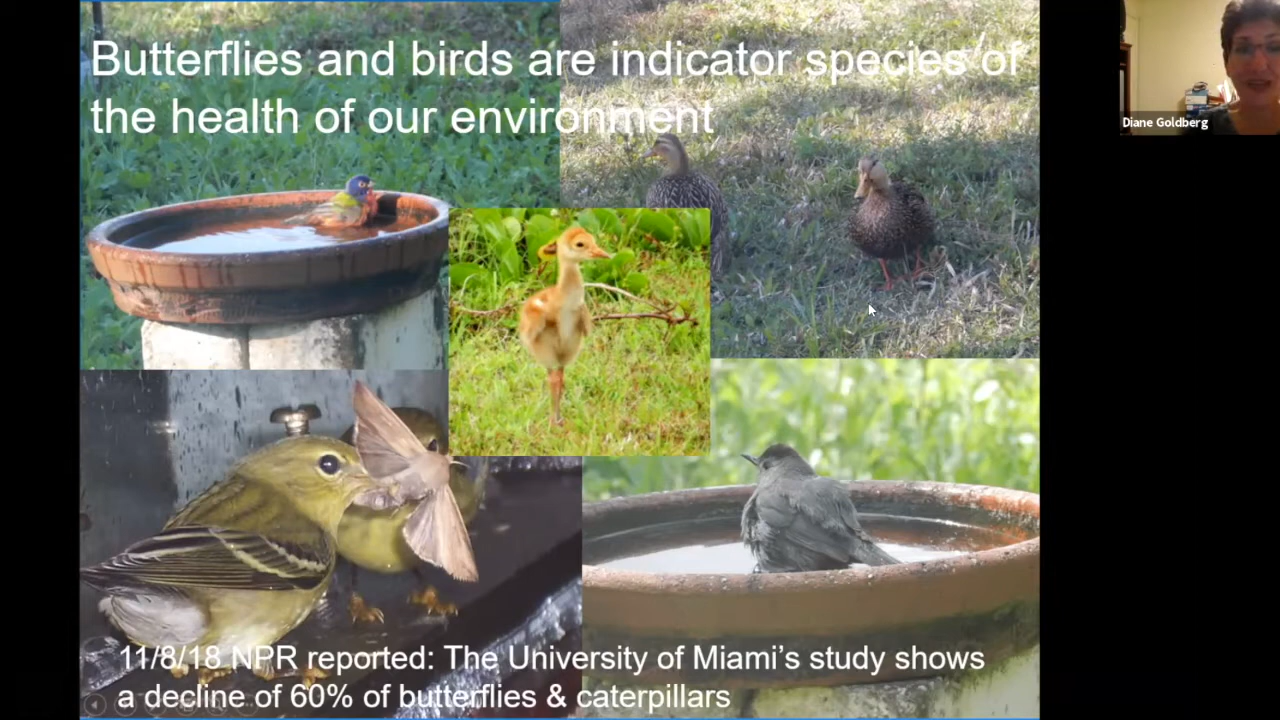 Butterflies and birds are indicator species of
the health of our environment
Diane Goldberg
11/8/18 NPR reported: The University of Miami's study shows
a decline of 60% of butterflies & caterpillars